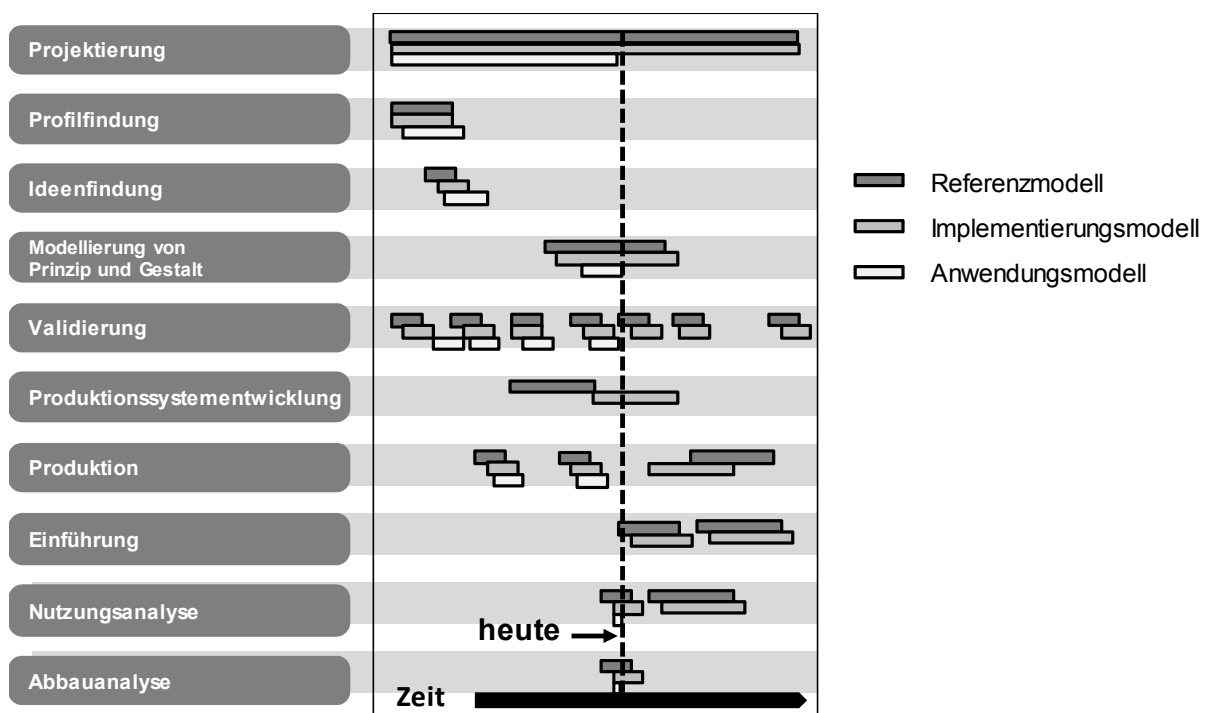 Projektierung
Profilfindung
Ideenfindung
Modellierung von
Prinzip und Gestalt
Validierung
Produktionssystementwicklung
Produktion
Einführung
Nutzungsanalyse
Abbauanalyse
heute
Zeit
Referenzmodell
Implementierungsmodell
Anwendungsmodell